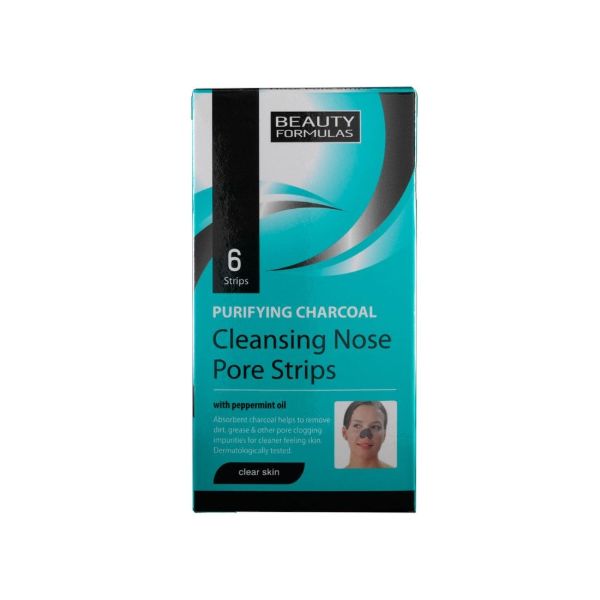 BEAUTY
FORMULAS
6
Strips
PURIFYING CHARCOAL
Cleansing Nose
Pore Strips
with peppermint oil
Absorbent charcoal helps to remove
dirt, grease & other pore clogging
impurities for cleaner feeling skin.
Dermatologically tested.
clear skin